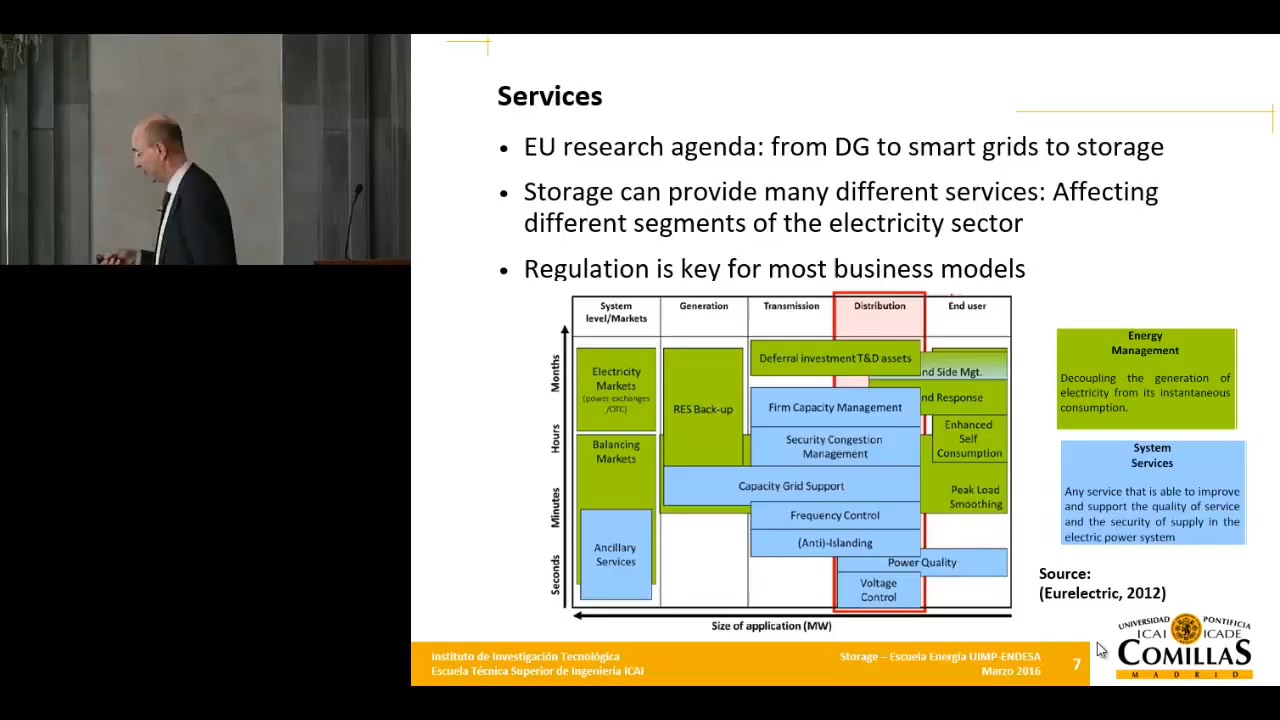 Services
• EU research agenda: from DG to smart grids to storage
• Storage can provide many different services: Affecting
different segments of the electricity sector
• Regulation is key for most business models
System
level/Markets
Generation
Transmission
Distribution
End user
Months
Hours
Minutes
Seconds
Electricity
Markets
(power exchanges
/OTC)
Balancing
Markets
Ancillary
Services
RES Back-up
Deferral investment T&D assets
nd Side Mgt.
Firm Capacity Management
nd Response
Security Congestion
Management
Enhanced
Self
Consumption
Capacity Grid Support
Peak Load
Smoothing
Frequency Control
(Anti)-Islanding
Power Quality
Voltage
Control
Size of application (MW)
Energy
Management
Decoupling the generation of
electricity from its instantaneous
consumption.
System
Services
Any service that is able to improve
and support the quality of service
and the security of supply in the
electric power system
Source:
(Eurelectric, 2012)
Instituto de Investigación Tecnológica
Escuela Técnica Superior de Ingeniería ICAI
Storage – Escuela Energía UIMP-ENDESA
Marzo 2016
7
UNIVERSIDAD PONTIFICIA
ICAI ICADE
COMILLAS
MADRID